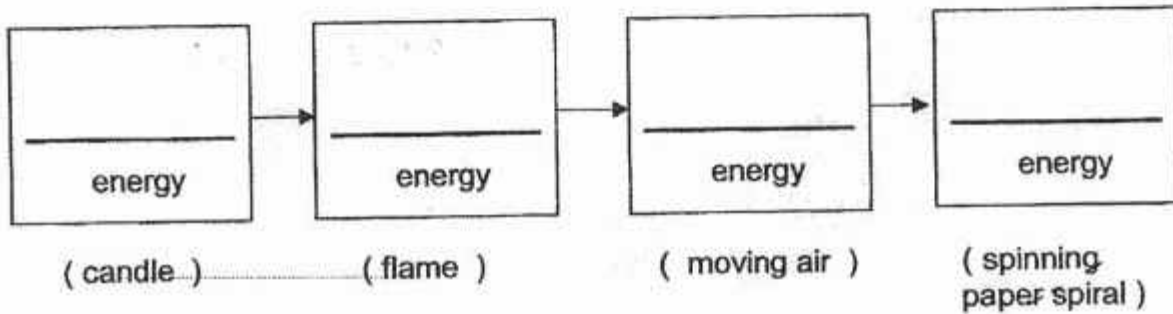 energy
energy
energy
energy
( candle )
( flame )
( moving air )
( spinning
paper spiral )